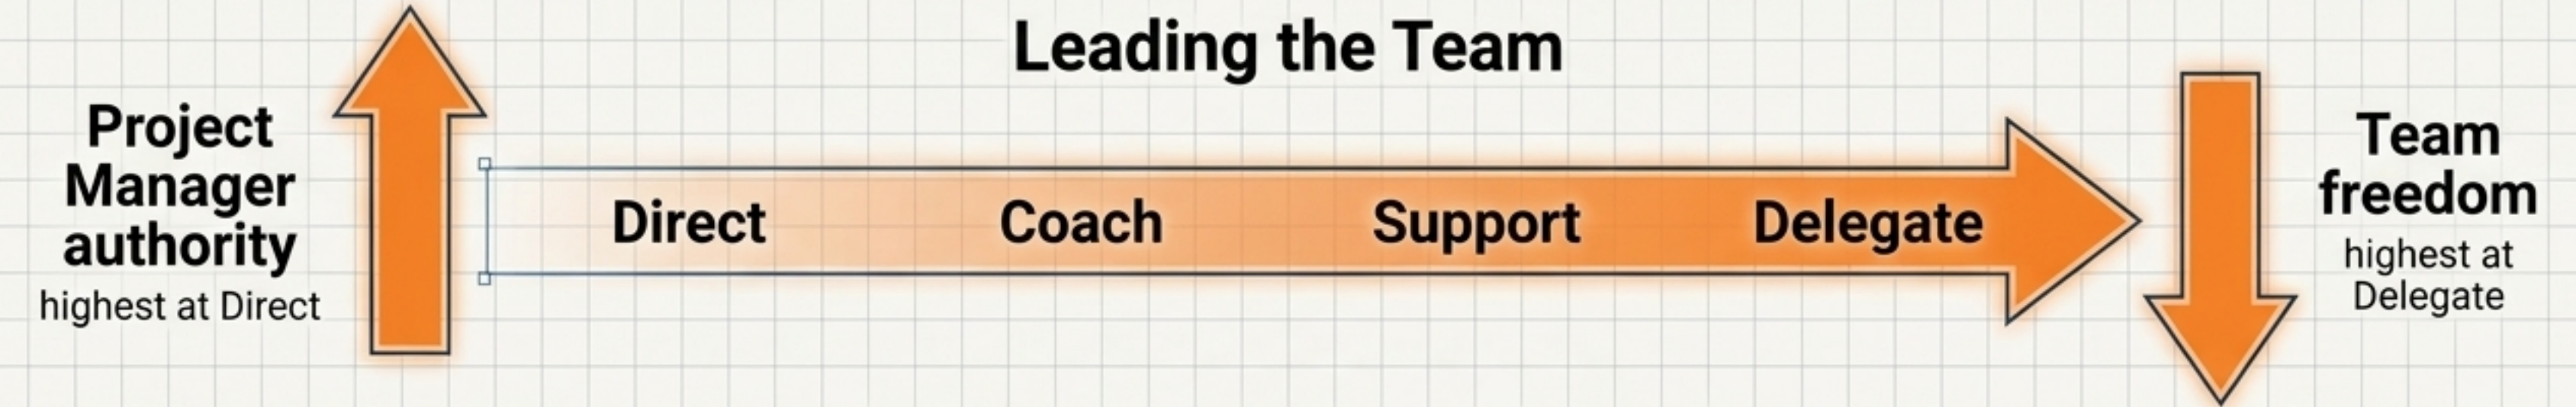 Leading the Team
Project
Manager
authority
highest at Direct
Direct Coach Support Delegate
Team
freedom
highest at
Delegate